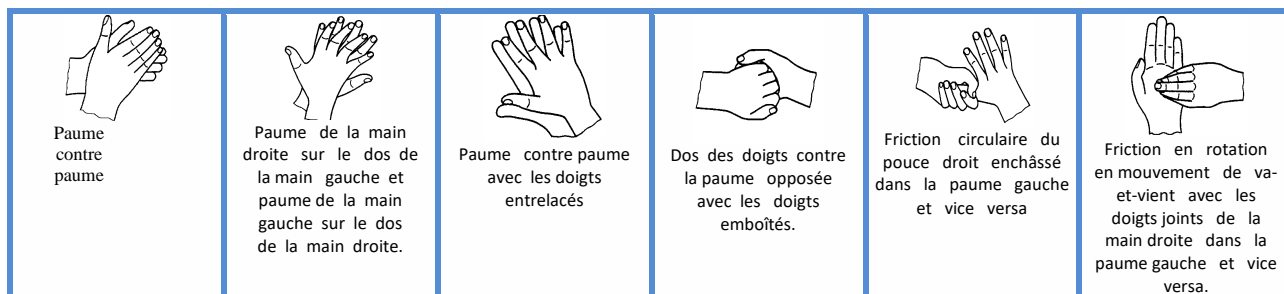 Paume
contre
paume
Paume de la main
droite sur le dos de
la main gauche et
paume de la main
gauche sur le dos
de la main droite.
Paume contre paume
avec les doigts
entrelacés
Dos des doigts contre
la paume opposée
avec les doigts
emboîtés.
Friction circulaire du
pouce droit enchâssé
dans la paume gauche
et vice versa
Friction en rotation
en mouvement de va-
et-vient avec les
doigts joints de la
main droite dans la
paume gauche et vice
versa.